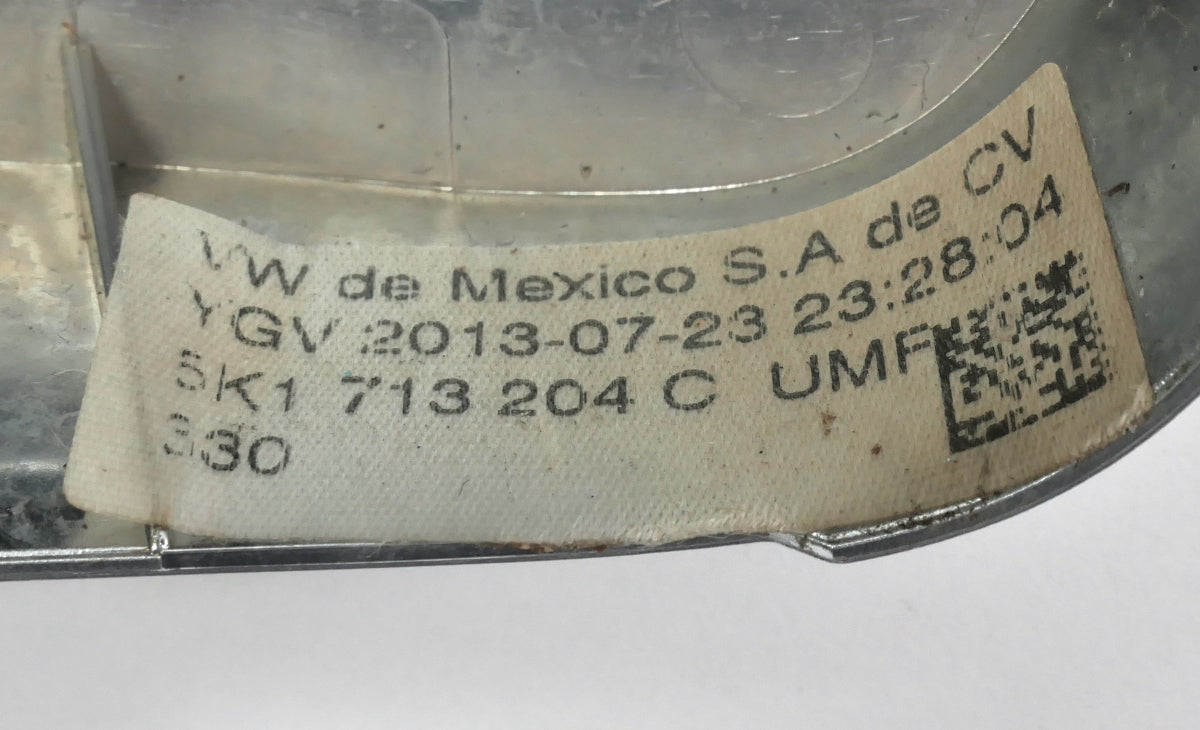 VW de Mexico S.A de CV
YGV 2013-07-23 23:28:04
5K1 713 204 C UMF
330